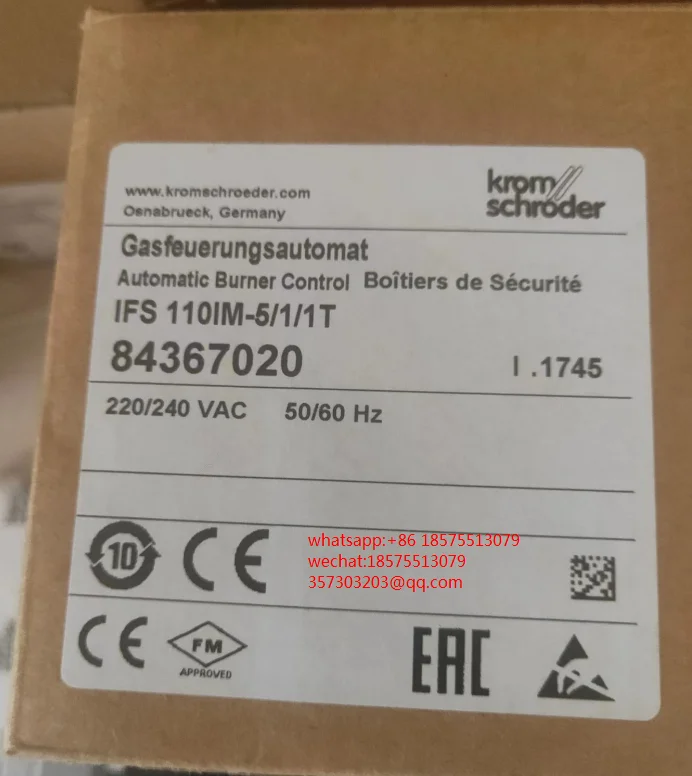 www.kromschroeder.com
Osnabrueck, Germany
krom
schröder
Gasfeuerungsautomat
Automatic Burner Control Boîtiers de Sécurité
IFS 110IM-5/1/1T
84367020 I .1745
220/240 VAC 50/60 Hz
10 CE
whatsapp:+86 18575513079
wechat:18575513079
357303203@qq.com
CE FM EAC
APPROVED